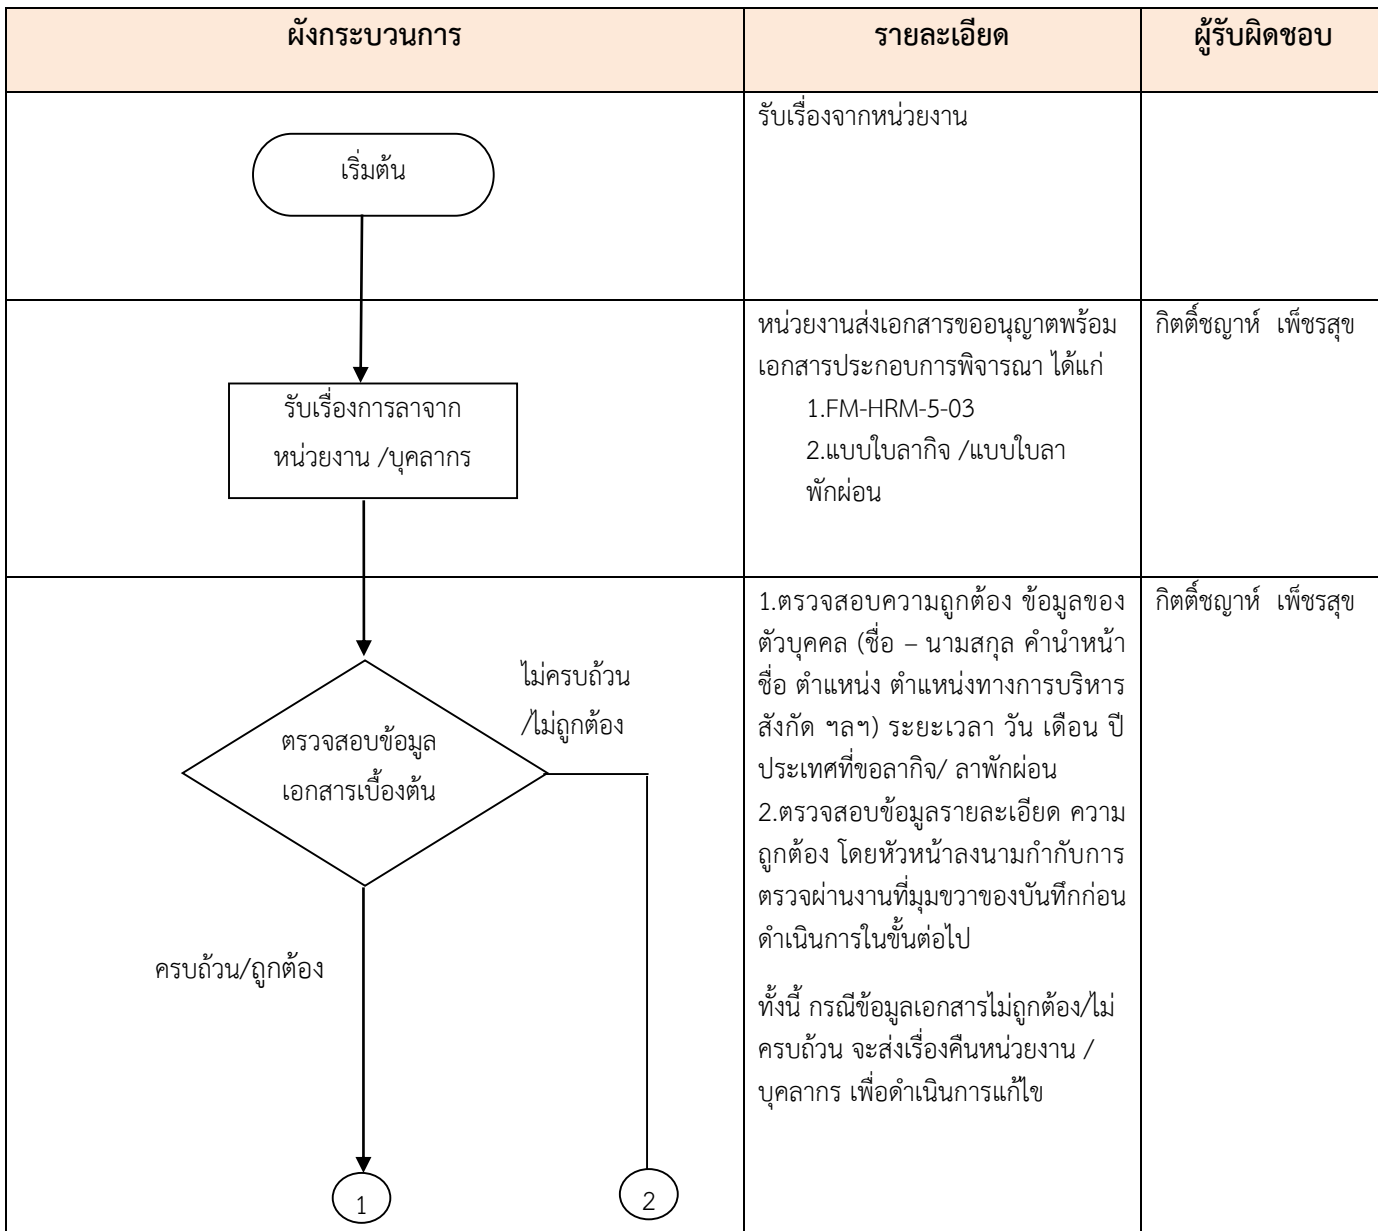 ผังกระบวนการ
รายละเอียด
ผู้รับผิดชอบ
เริ่มต้น
รับเรื่องจากหน่วยงาน
รับเรื่องการลาจาก
หน่วยงาน /บุคลากร
หน่วยงานส่งเอกสารขออนุญาตพร้อม
เอกสารประกอบการพิจารณา ได้แก่
1.FM-HRM-5-03
2.แบบใบลากิจ /แบบใบลา
พักผ่อน
กิตติ์ชญาห์ เพ็ชรสุข
ตรวจสอบข้อมูล
เอกสารเบื้องต้น
ไม่ครบถ้วน
/ไม่ถูกต้อง
ครบถ้วน/ถูกต้อง
1
2
1.ตรวจสอบความถูกต้อง ข้อมูลของ
ตัวบุคคล (ชื่อ – นามสกุล คำนำหน้า
ชื่อ ตำแหน่ง ตำแหน่งทางการบริหาร
สังกัด ฯลฯ) ระยะเวลา วัน เดือน ปี
ประเทศที่ขอลากิจ/ ลาพักผ่อน
2.ตรวจสอบข้อมูลรายละเอียด ความ
ถูกต้อง โดยหัวหน้าลงนามกำกับการ
ตรวจผ่านงานที่มุมขวาของบันทึกก่อน
ดำเนินการในขั้นต่อไป
ทั้งนี้ กรณีข้อมูลเอกสารไม่ถูกต้อง/ไม่
ครบถ้วน จะส่งเรื่องคืนหน่วยงาน /
บุคลากร เพื่อดำเนินการแก้ไข
กิตติ์ชญาห์ เพ็ชรสุข